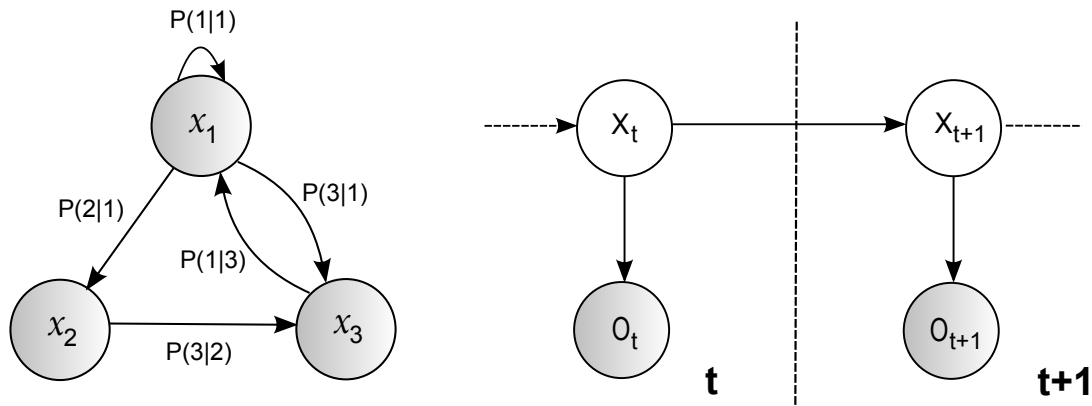 P(1|1)
x1
P(2|1)
P(3|1)
P(1|3)
x2
x3
P(3|2)
Xt
Xt+1
Ot
Ot+1
t
t+1